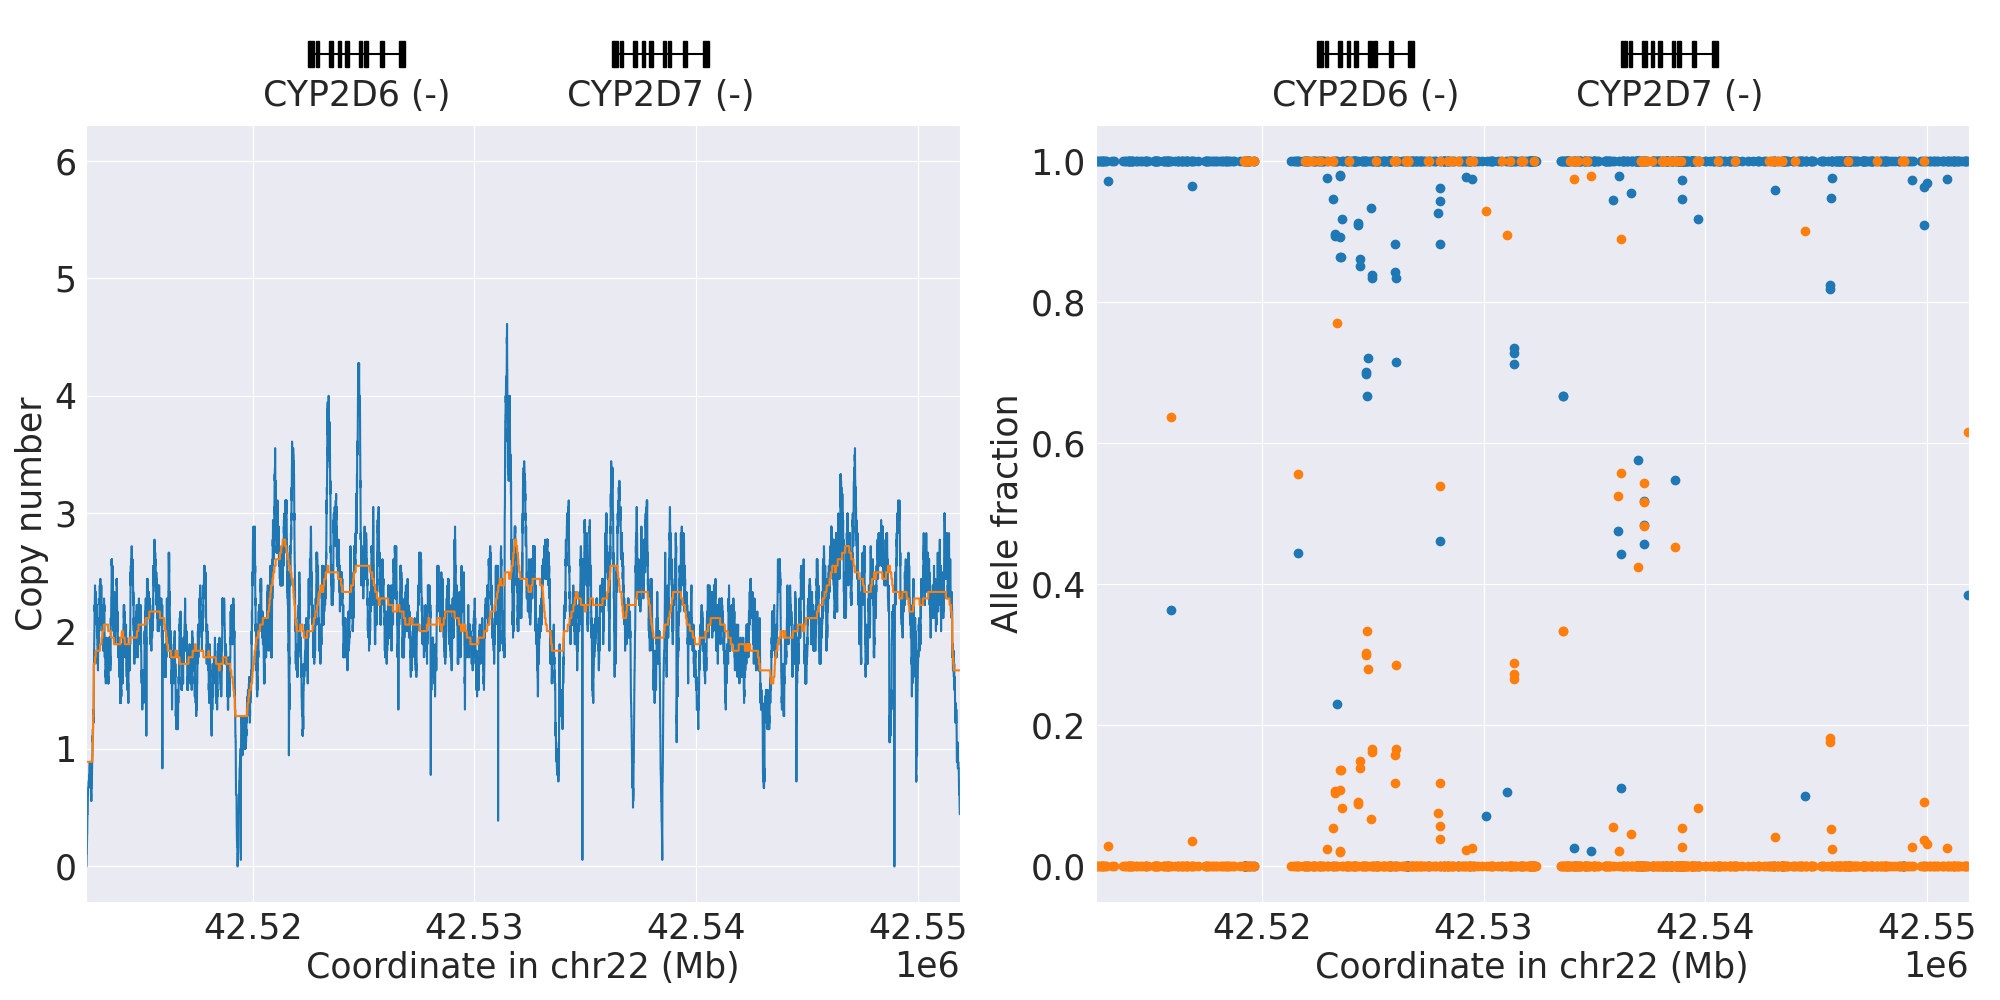 CYP2D6 (-) CYP2D7 (-)
6
5
4
3
2
1
0
Copy number
42.52 42.53 42.54 42.55
Coordinate in chr22 (Mb)
1e6
CYP2D6 (-) CYP2D7 (-)
1.0
0.8
0.6
0.4
0.2
0.0
Allele fraction
42.52 42.53 42.54 42.55
Coordinate in chr22 (Mb)
1e6